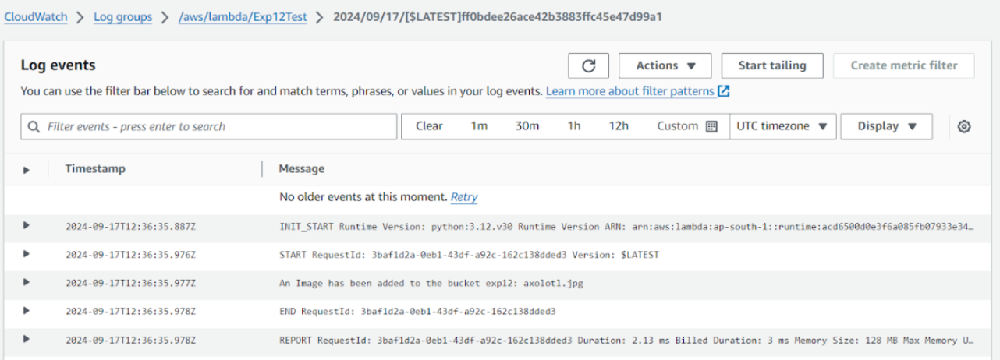 CloudWatch > Log groups > /aws/lambda/Exp12Test > 2024/09/17/[$LATEST]ff0bdee26ace42b3883ffc45e47d99a1
Log events
Actions ▼ Start tailing Create metric filter
You can use the filter bar below to search for and match terms, phrases, or values in your log events. Learn more about filter patterns
Filter events - press enter to search Clear 1m 30m 1h 12h Custom UTC timezone ▼ Display ▼
Timestamp Message
No older events at this moment. Retry
2024-09-17T12:36:35.887Z INIT_START Runtime Version: python:3.12.v30 Runtime Version ARN: arn:aws:lambda:ap-south-1::runtime:acd6500d0e3f6a085fb07933e34…
2024-09-17T12:36:35.976Z START RequestId: 3baf1d2a-0eb1-43df-a92c-162c138dded3 Version: $LATEST
2024-09-17T12:36:35.977Z An Image has been added to the bucket exp12: axolotl.jpg
2024-09-17T12:36:35.978Z END RequestId: 3baf1d2a-0eb1-43df-a92c-162c138dded3
2024-09-17T12:36:35.978Z REPORT RequestId: 3baf1d2a-0eb1-43df-a92c-162c138dded3 Duration: 2.13 ms Billed Duration: 3 ms Memory Size: 128 MB Max Memory U…